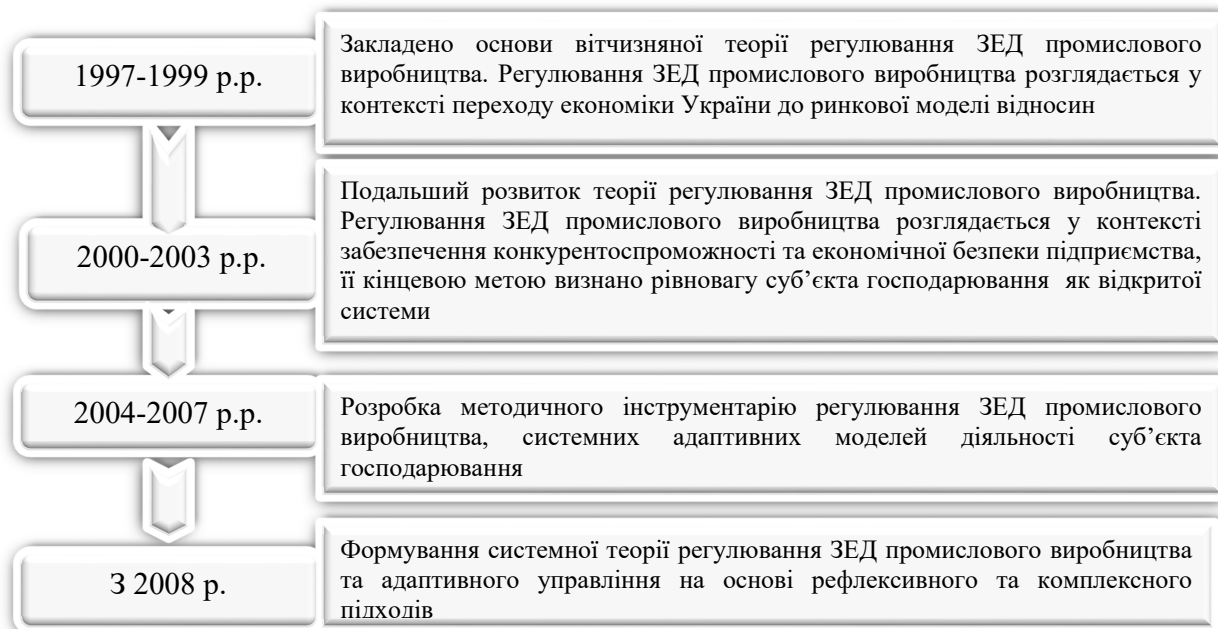 1997-1999 р.р.
Закладено основи вітчизняної теорії регулювання ЗЕД промислового
виробництва. Регулювання ЗЕД промислового виробництва розглядається у
контексті переходу економіки України до ринкової моделі відносин
2000-2003 р.р.
Подальший розвиток теорії регулювання ЗЕД промислового виробництва.
Регулювання ЗЕД промислового виробництва розглядається у контексті
забезпечення конкурентоспроможності та економічної безпеки підприємства,
її кінцевою метою визнано рівновагу суб’єкта господарювання як відкритої
системи
2004-2007 р.р.
Розробка методичного інструментарію регулювання ЗЕД промислового
виробництва, системних адаптивних моделей діяльності суб’єкта
господарювання
З 2008 р.
Формування системної теорії регулювання ЗЕД промислового виробництва
та адаптивного управління на основі рефлексивного та комплексного
підходів